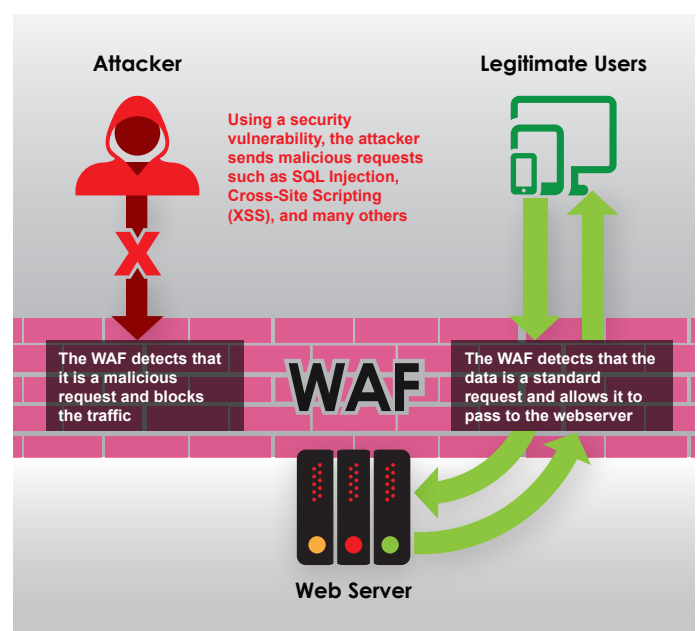 Attacker
Legitimate Users
Using a security
vulnerability, the attacker
sends malicious requests
such as SQL Injection,
Cross-Site Scripting
(XSS), and many others
X
The WAF detects that
it is a malicious
request and blocks
the traffic
WAF
The WAF detects that the
data is a standard
request and allows it to
pass to the webserver
Web Server